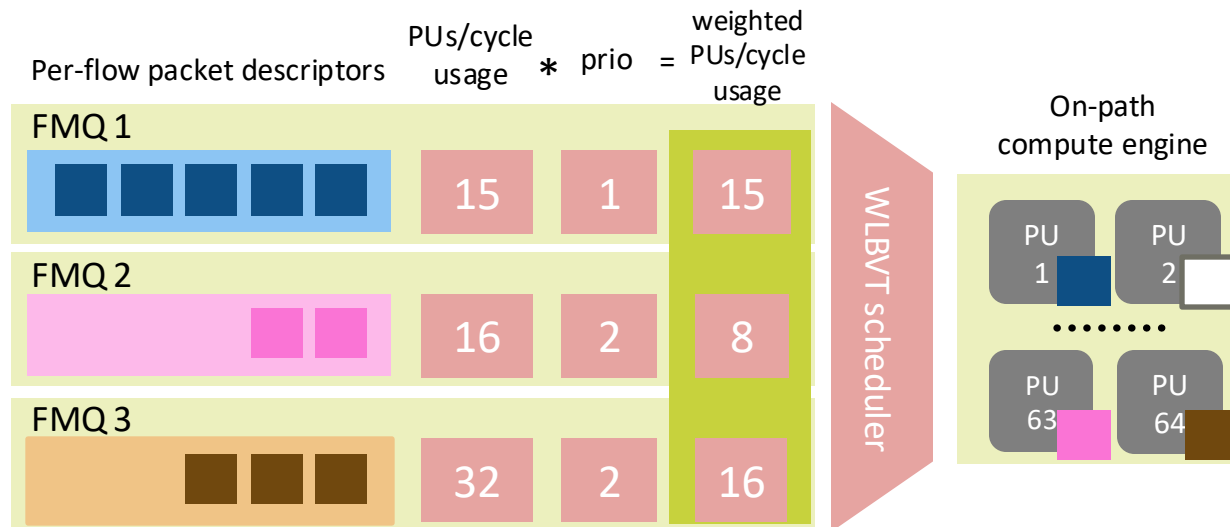 Per-flow packet descriptors
PUs/cycle
usage
*
prio
=
weighted
PUs/cycle
usage
FMQ 1
15
1
15
FMQ 2
16
2
8
FMQ 3
32
2
16
WLBVT scheduler
On-path
compute engine
PU
1
PU
2
........
PU
63
PU
64